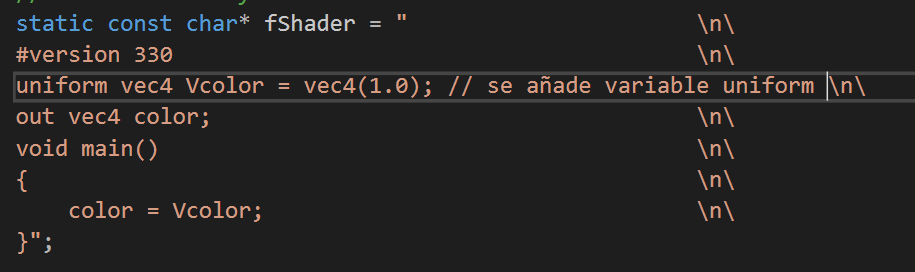 static const char* fShader = " \n\
#version 330 \n\
uniform vec4 Vcolor = vec4(1.0); // se añade variable uniform \n\
out vec4 color; \n\
void main() \n\
{ \n\
    color = Vcolor; \n\
}";